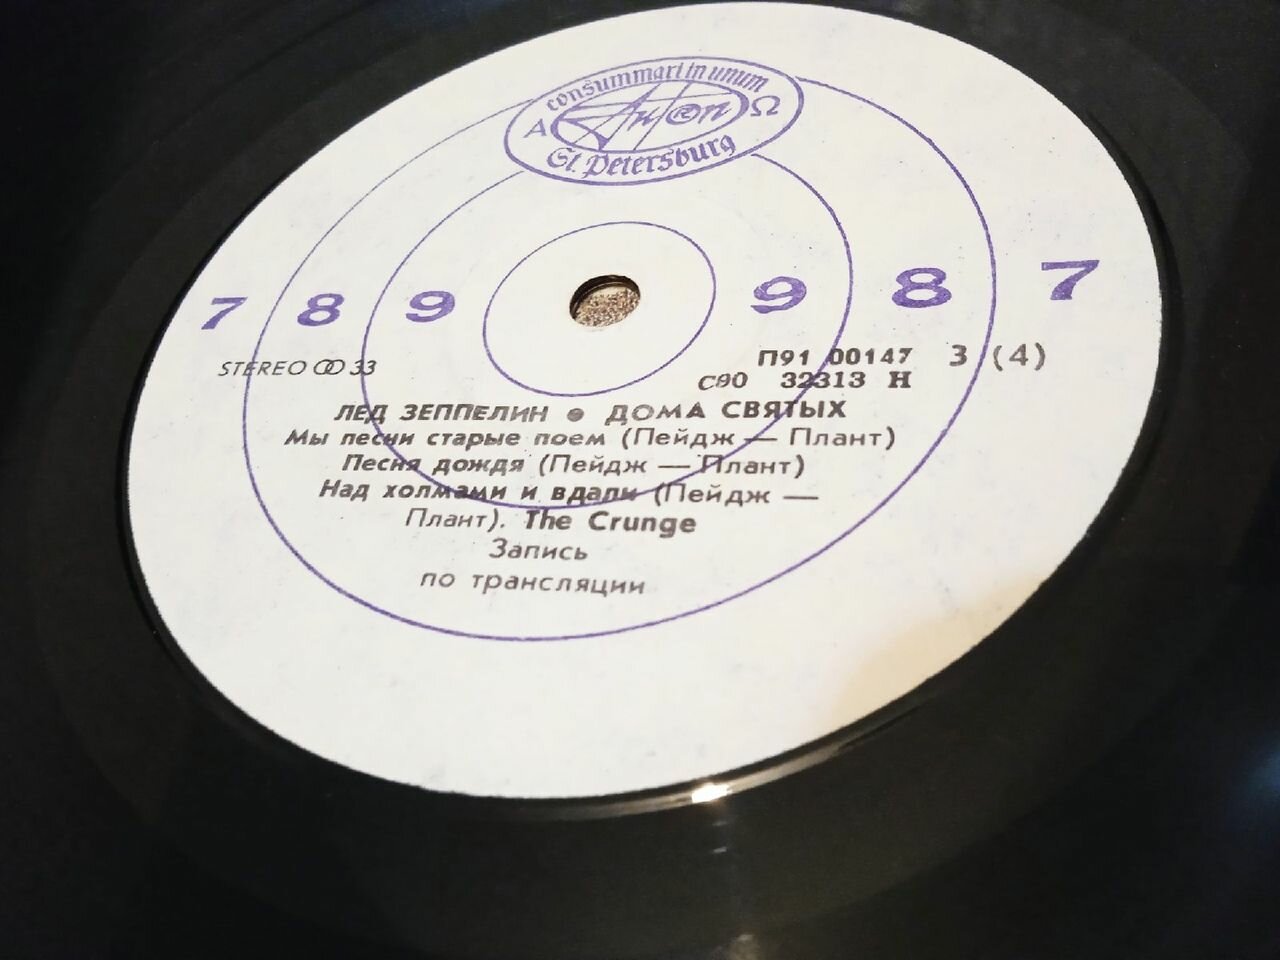 consummari in unum
Α AnTon Ω
St. Petersburg
7 8 9 9 8 7
STEREO 33
П91 00147 3 (4)
С90 32313 Н
ЛЕД ЗЕППЕЛИН ● ДОМА СВЯТЫХ
Мы песни старые поем (Пейдж — Плант)
Песня дождя (Пейдж — Плант)
Над холмами и вдали (Пейдж —
Плант). The Crunge
Запись
по трансляции